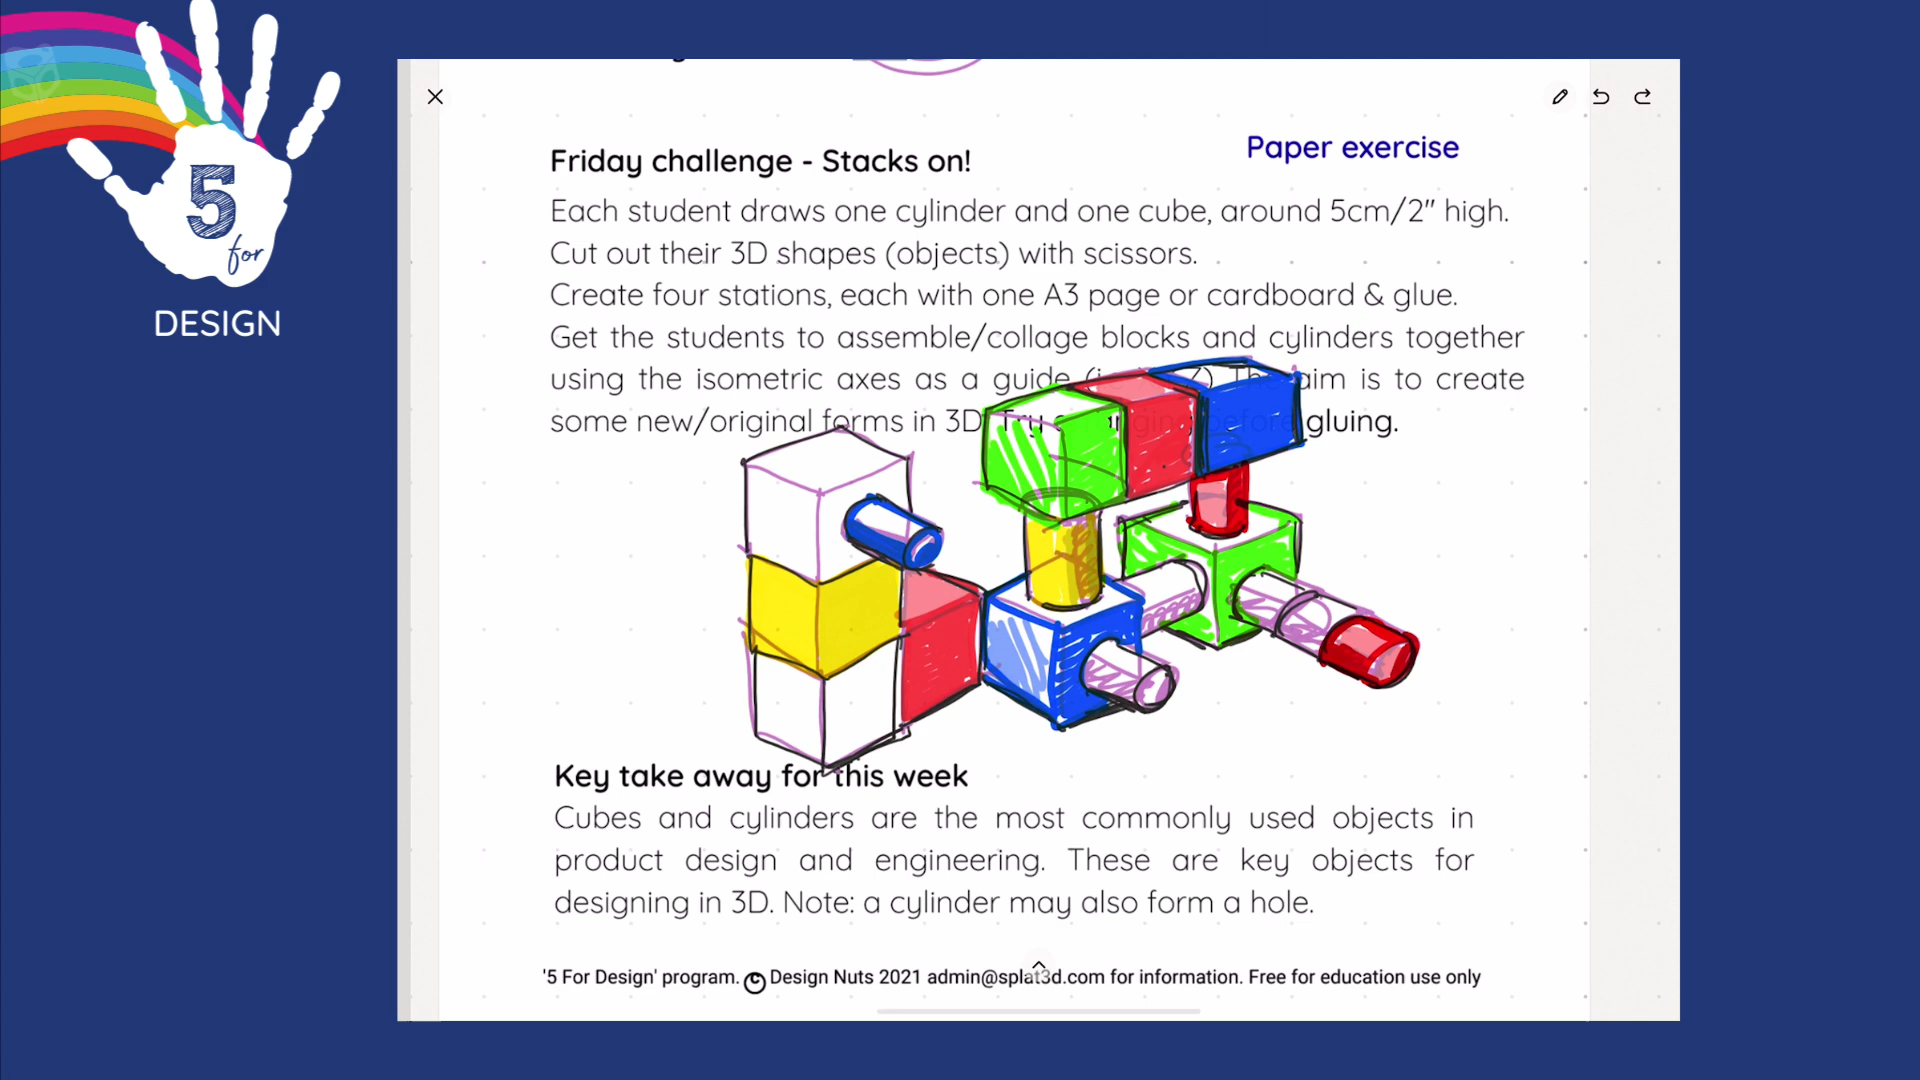 5
for
DESIGN
Friday challenge - Stacks on!
Paper exercise
Each student draws one cylinder and one cube, around 5cm/2" high.
Cut out their 3D shapes (objects) with scissors.
Create four stations, each with one A3 page or cardboard & glue.
Get the students to assemble/collage blocks and cylinders together
using the isometric axes as a guide aim is to create
some new/original forms in 3D. Try before gluing.
Key take away for this week
Cubes and cylinders are the most commonly used objects in
product design and engineering. These are key objects for
designing in 3D. Note: a cylinder may also form a hole.
'5 For Design' program. © Design Nuts 2021 admin@splat3d.com for information. Free for education use only